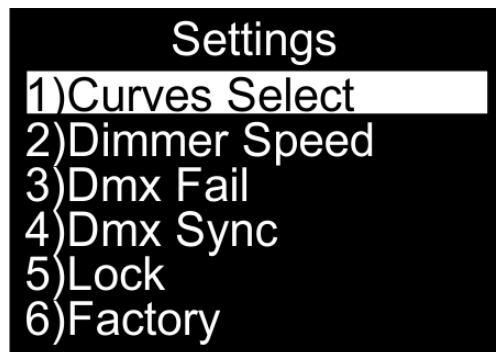 Settings
1)Curves Select
2)Dimmer Speed
3)Dmx Fail
4)Dmx Sync
5)Lock
6)Factory